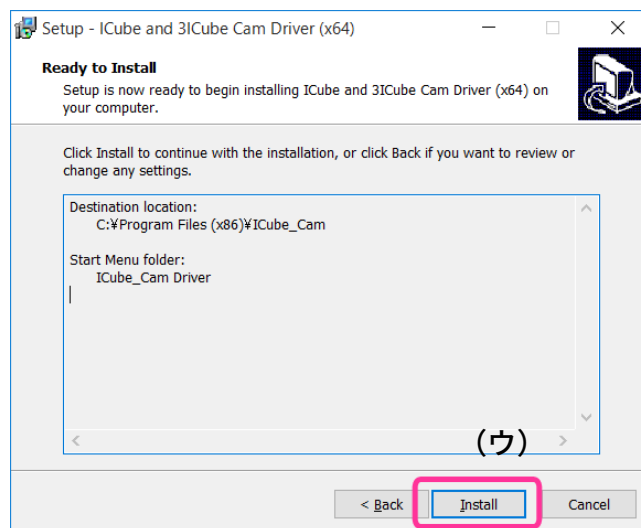 Setup - ICube and 3ICube Cam Driver (x64)
Ready to Install
Setup is now ready to begin installing ICube and 3ICube Cam Driver (x64) on
your computer.
Click Install to continue with the installation, or click Back if you want to review or
change any settings.
Destination location:
C:¥Program Files (x86)¥ICube_Cam
Start Menu folder:
ICube_Cam Driver
(ウ)
< Back
Install
Cancel